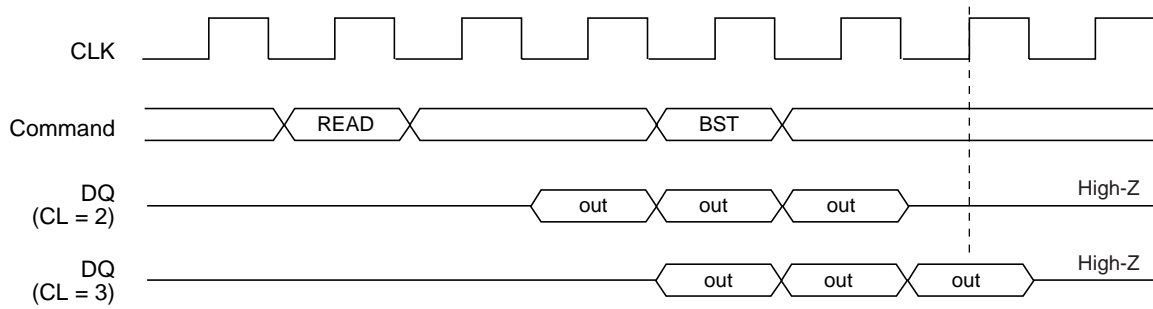 CLK
Command
READ
BST
DQ
(CL = 2)
out
out
out
High-Z
DQ
(CL = 3)
out
out
out
High-Z